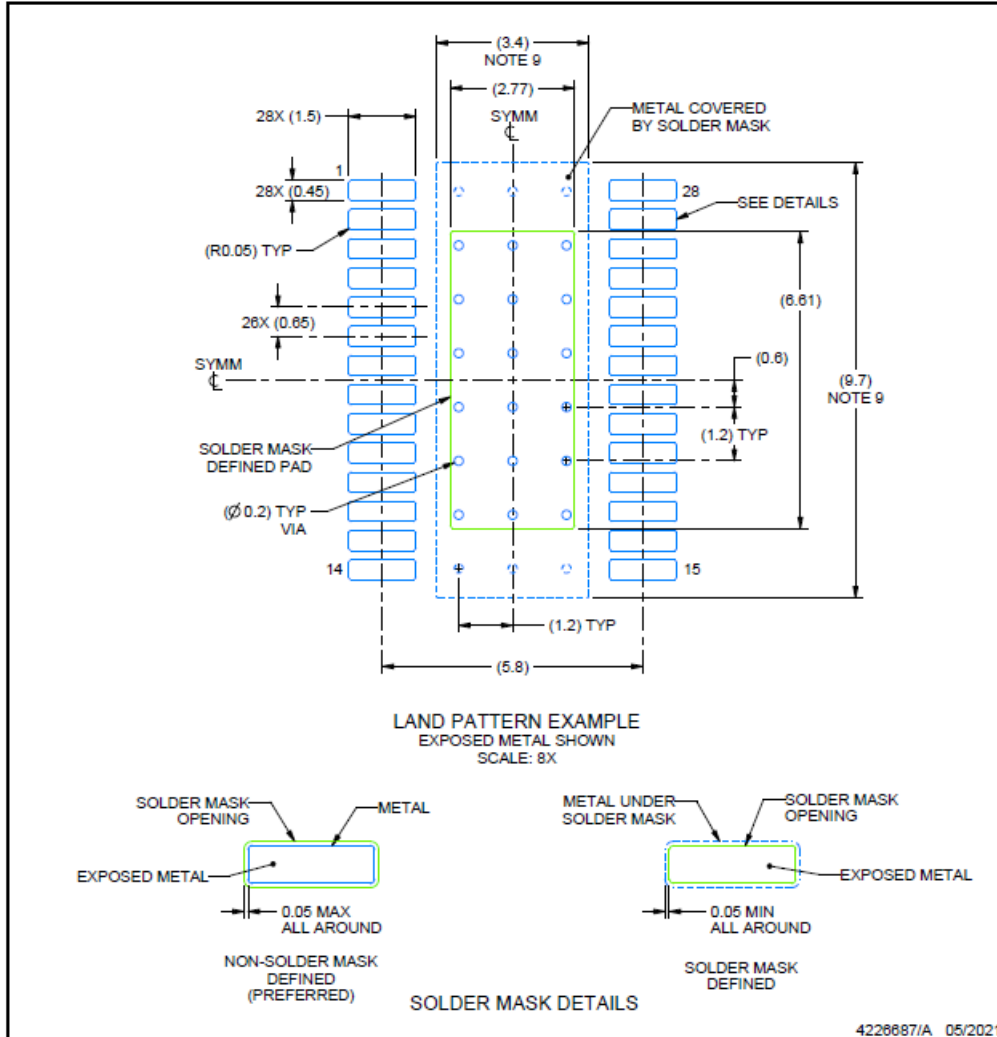 (3.4)
NOTE 9
(2.77)
SYMM
℄
METAL COVERED
BY SOLDER MASK
28X (1.5)
1
28X (0.45)
28
SEE DETAILS
(R0.05) TYP
(6.61)
26X (0.65)
(0.6)
SYMM
℄
(9.7)
NOTE 9
(1.2) TYP
SOLDER MASK
DEFINED PAD
(Ø 0.2) TYP
VIA
14
15
(1.2) TYP
(5.8)
LAND PATTERN EXAMPLE
EXPOSED METAL SHOWN
SCALE: 8X
SOLDER MASK
OPENING
METAL
EXPOSED METAL
0.05 MAX
ALL AROUND
NON-SOLDER MASK
DEFINED
(PREFERRED)
METAL UNDER
SOLDER MASK
SOLDER MASK
OPENING
EXPOSED METAL
0.05 MIN
ALL AROUND
SOLDER MASK
DEFINED
SOLDER MASK DETAILS
4226687/A 05/2021